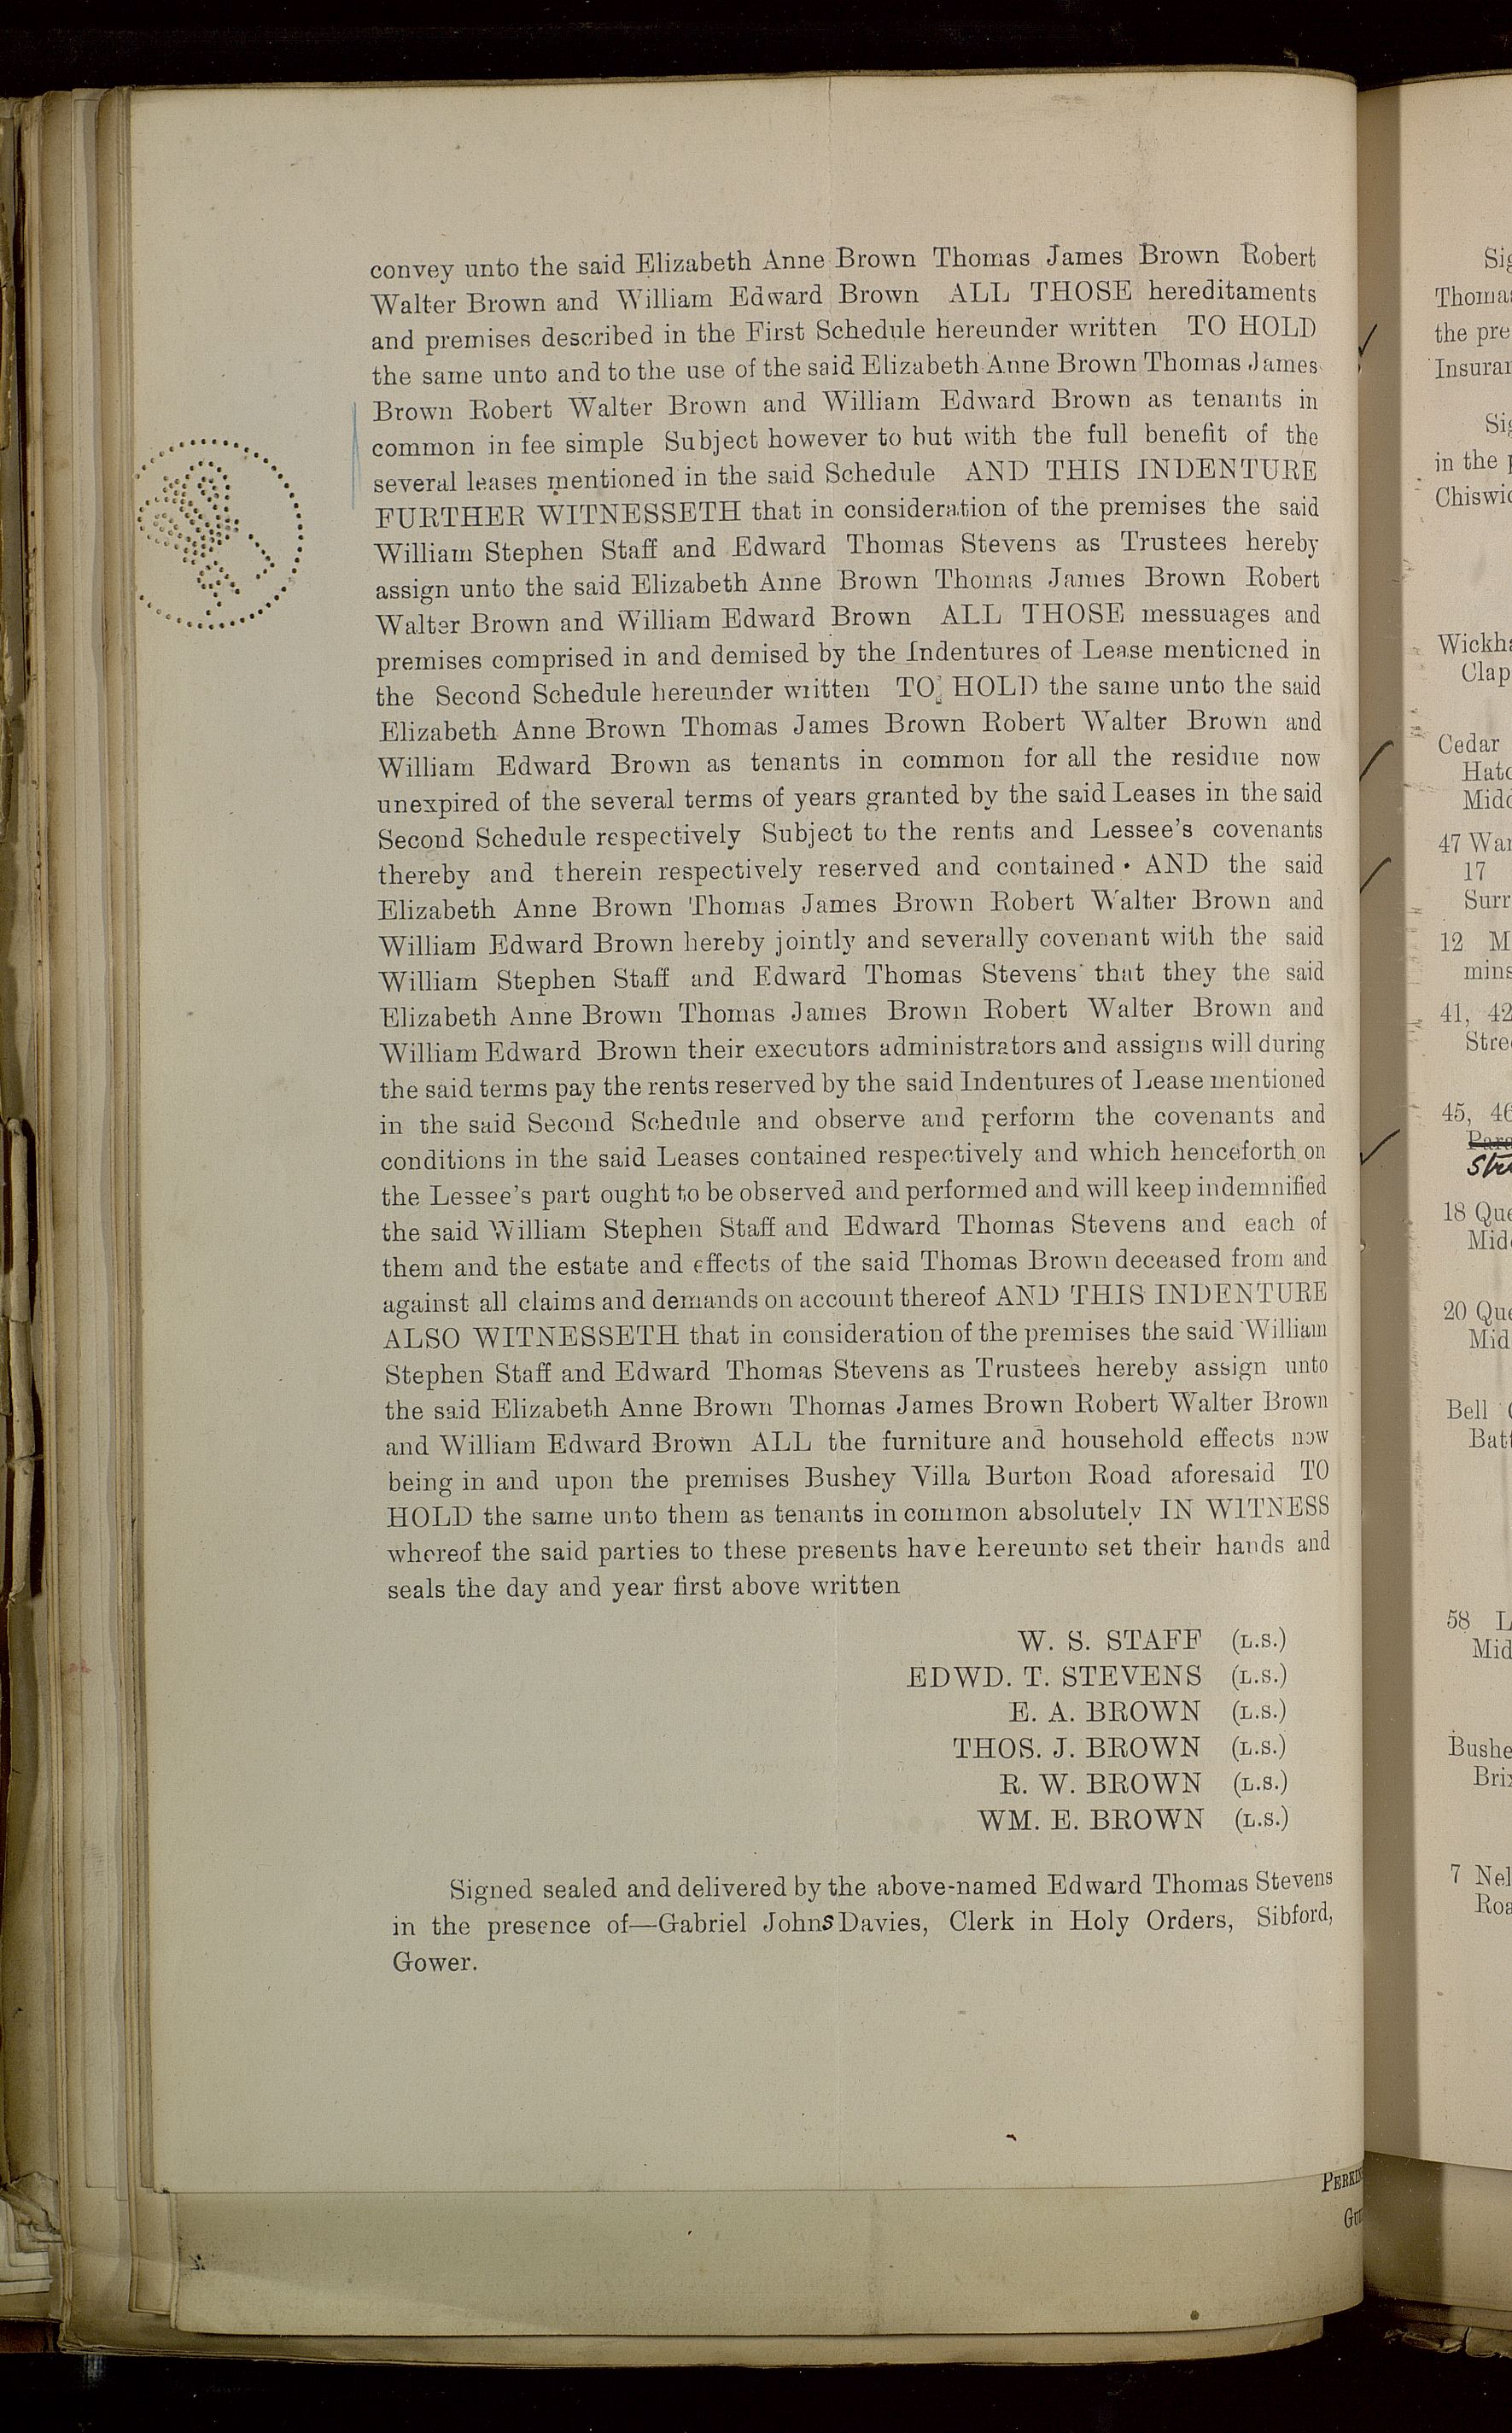 convey unto the said Elizabeth Anne Brown Thomas James Brown Robert
Walter Brown and William Edward Brown ALL THOSE hereditaments
and premises described in the First Schedule hereunder written TO HOLD
the same unto and to the use of the said Elizabeth Anne Brown Thomas James
Brown Robert Walter Brown and William Edward Brown as tenants in
common in fee simple Subject however to but with the full benefit of the
several leases mentioned in the said Schedule AND THIS INDENTURE
FURTHER WITNESSETH that in consideration of the premises the said
William Stephen Staff and Edward Thomas Stevens as Trustees hereby
assign unto the said Elizabeth Anne Brown Thomas James Brown Robert
Walter Brown and William Edward Brown ALL THOSE messuages and
premises comprised in and demised by the Indentures of Lease mentioned in
the Second Schedule hereunder written TO HOLD the same unto the said
Elizabeth Anne Brown Thomas James Brown Robert Walter Brown and
William Edward Brown as tenants in common for all the residue now
unexpired of the several terms of years granted by the said Leases in the said
Second Schedule respectively Subject to the rents and Lessee's covenants
thereby and therein respectively reserved and contained · AND the said
Elizabeth Anne Brown Thomas James Brown Robert Walter Brown and
William Edward Brown hereby jointly and severally covenant with the said
William Stephen Staff and Edward Thomas Stevens that they the said
Elizabeth Anne Brown Thomas James Brown Robert Walter Brown and
William Edward Brown their executors administrators and assigns will during
the said terms pay the rents reserved by the said Indentures of Lease mentioned
in the said Second Schedule and observe and perform the covenants and
conditions in the said Leases contained respectively and which henceforth on
the Lessee's part ought to be observed and performed and will keep indemnified
the said William Stephen Staff and Edward Thomas Stevens and each of
them and the estate and effects of the said Thomas Brown deceased from and
against all claims and demands on account thereof AND THIS INDENTURE
ALSO WITNESSETH that in consideration of the premises the said William
Stephen Staff and Edward Thomas Stevens as Trustees hereby assign unto
the said Elizabeth Anne Brown Thomas James Brown Robert Walter Brown
and William Edward Brown ALL the furniture and household effects now
being in and upon the premises Bushey Villa Burton Road aforesaid TO
HOLD the same unto them as tenants in common absolutely IN WITNESS
whereof the said parties to these presents have hereunto set their hands and
seals the day and year first above written
W. S. STAFF (L.S.)
EDWD. T. STEVENS (L.S.)
E. A. BROWN (L.S.)
THOS. J. BROWN (L.S.)
R. W. BROWN (L.S.)
WM. E. BROWN (L.S.)
Signed sealed and delivered by the above-named Edward Thomas Stevens
in the presence of—Gabriel Johns Davies, Clerk in Holy Orders, Sibford,
Gower.
the
in the
Cedar
47
17
12
41, 42
45, 46
18
20
Bell
58
7